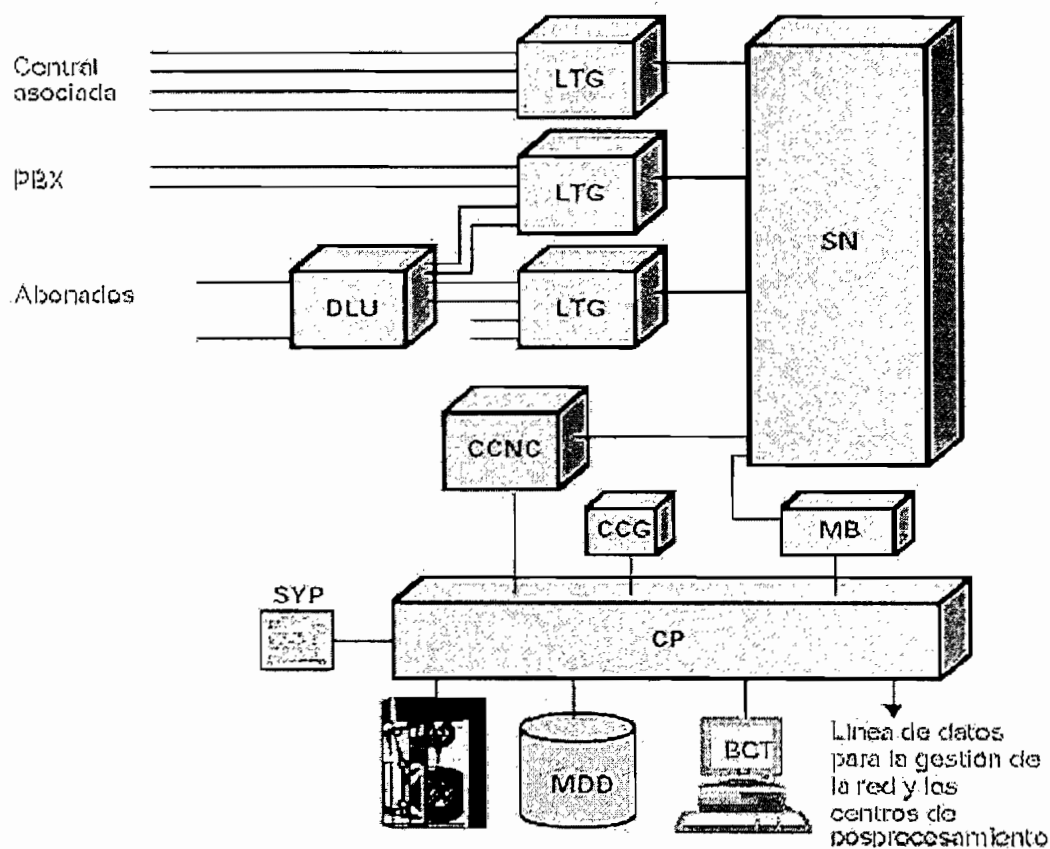 Central
asociada
LTG
PBX
LTG
SN
Abonados
DLU
LTG
CCNC
CCG
MB
SYP
CP
MDD
BCT
Línea de datos
para la gestión de
la red y los
centros de
posprocesamiento